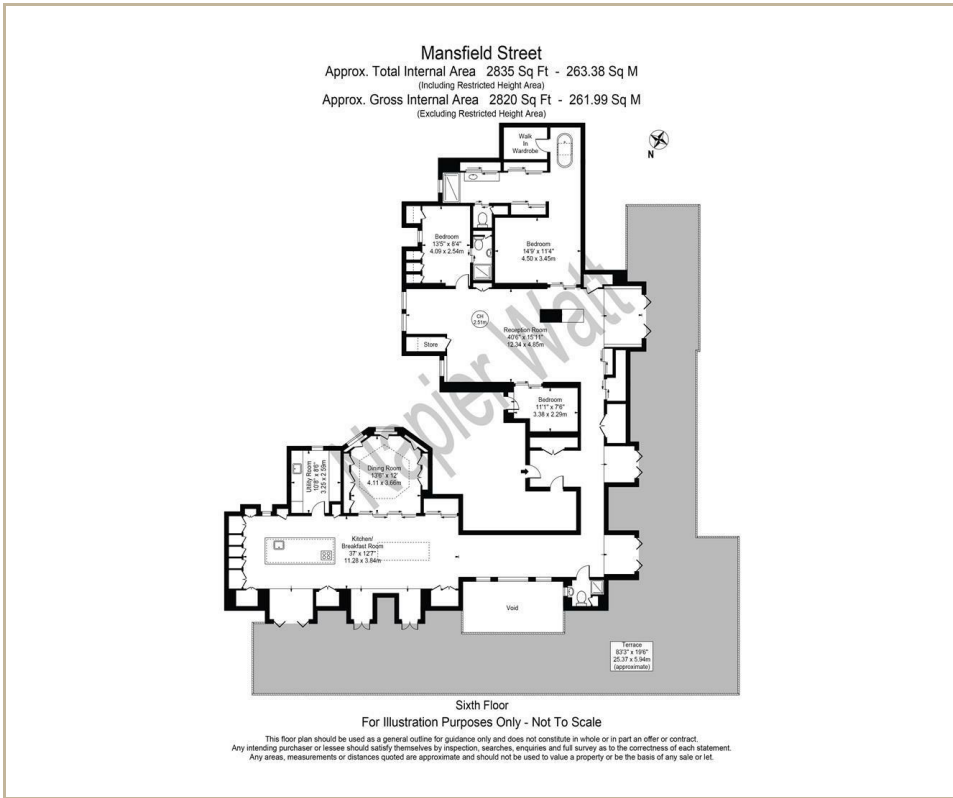 Mansfield Street
Approx. Total Internal Area 2835 Sq Ft - 263.38 Sq M
(Including Restricted Height Area)
Approx. Gross Internal Area 2820 Sq Ft - 261.99 Sq M
(Excluding Restricted Height Area)
N
Walk
In
Wardrobe
Bedroom
13'5" x 8'4"
4.09 x 2.54m
Bedroom
14'9" x 11'4"
4.50 x 3.45m
CH
2.51m
Reception Room
40'6" x 15'11"
12.34 x 4.85m
Store
Bedroom
11'1" x 7'6"
3.38 x 2.29m
Napier Watt
Utility Room
10'8" x 8'6"
3.25 x 2.59m
Dining Room
13'6" x 12'
4.11 x 3.66m
Kitchen/
Breakfast Room
37' x 12'7"
11.28 x 3.84m
Void
Terrace
83'3" x 19'6"
25.37 x 5.94m
(approximate)
Sixth Floor
For Illustration Purposes Only - Not To Scale
This floor plan should be used as a general outline for guidance only and does not constitute in whole or in part an offer or contract.
Any intending purchaser or lessee should satisfy themselves by inspection, searches, enquiries and full survey as to the correctness of each statement.
Any areas, measurements or distances quoted are approximate and should not be used to value a property or be the basis of any sale or let.